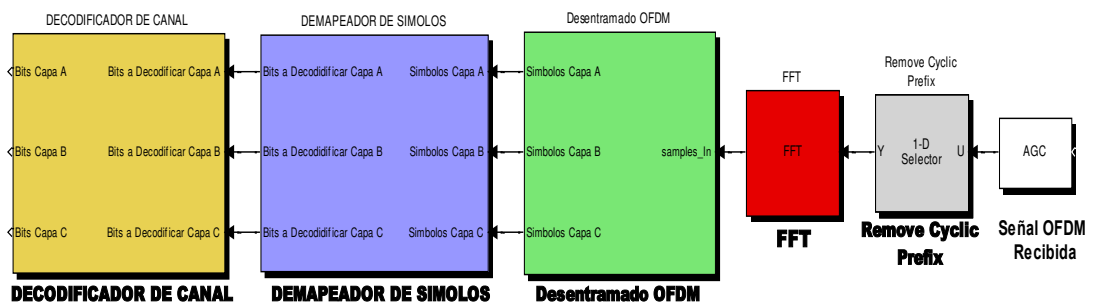 DECODIFICADOR DE CANAL
DEMAPEADOR DE SIMOLOS
Desentramado OFDM
FFT
Remove Cyclic
Prefix
Bits Capa A
Bits a Decodificar Capa A
Bits a Decodidificar Capa A
Simbolos Capa A
Simbolos Capa A
Bits Capa B
Bits a Decodificar Capa B
Bits a Decodidificar Capa B
Simbolos Capa B
Simbolos Capa B
samples_In
FFT
Y
1-D
Selector
U
AGC
Bits Capa C
Bits a Decodificar Capa C
Bits a Decodidificar Capa C
Simbolos Capa C
Simbolos Capa C
DECODIFICADOR DE CANAL
DEMAPEADOR DE SIMOLOS
Desentramado OFDM
FFT
Remove Cyclic
Prefix
Señal OFDM
Recibida